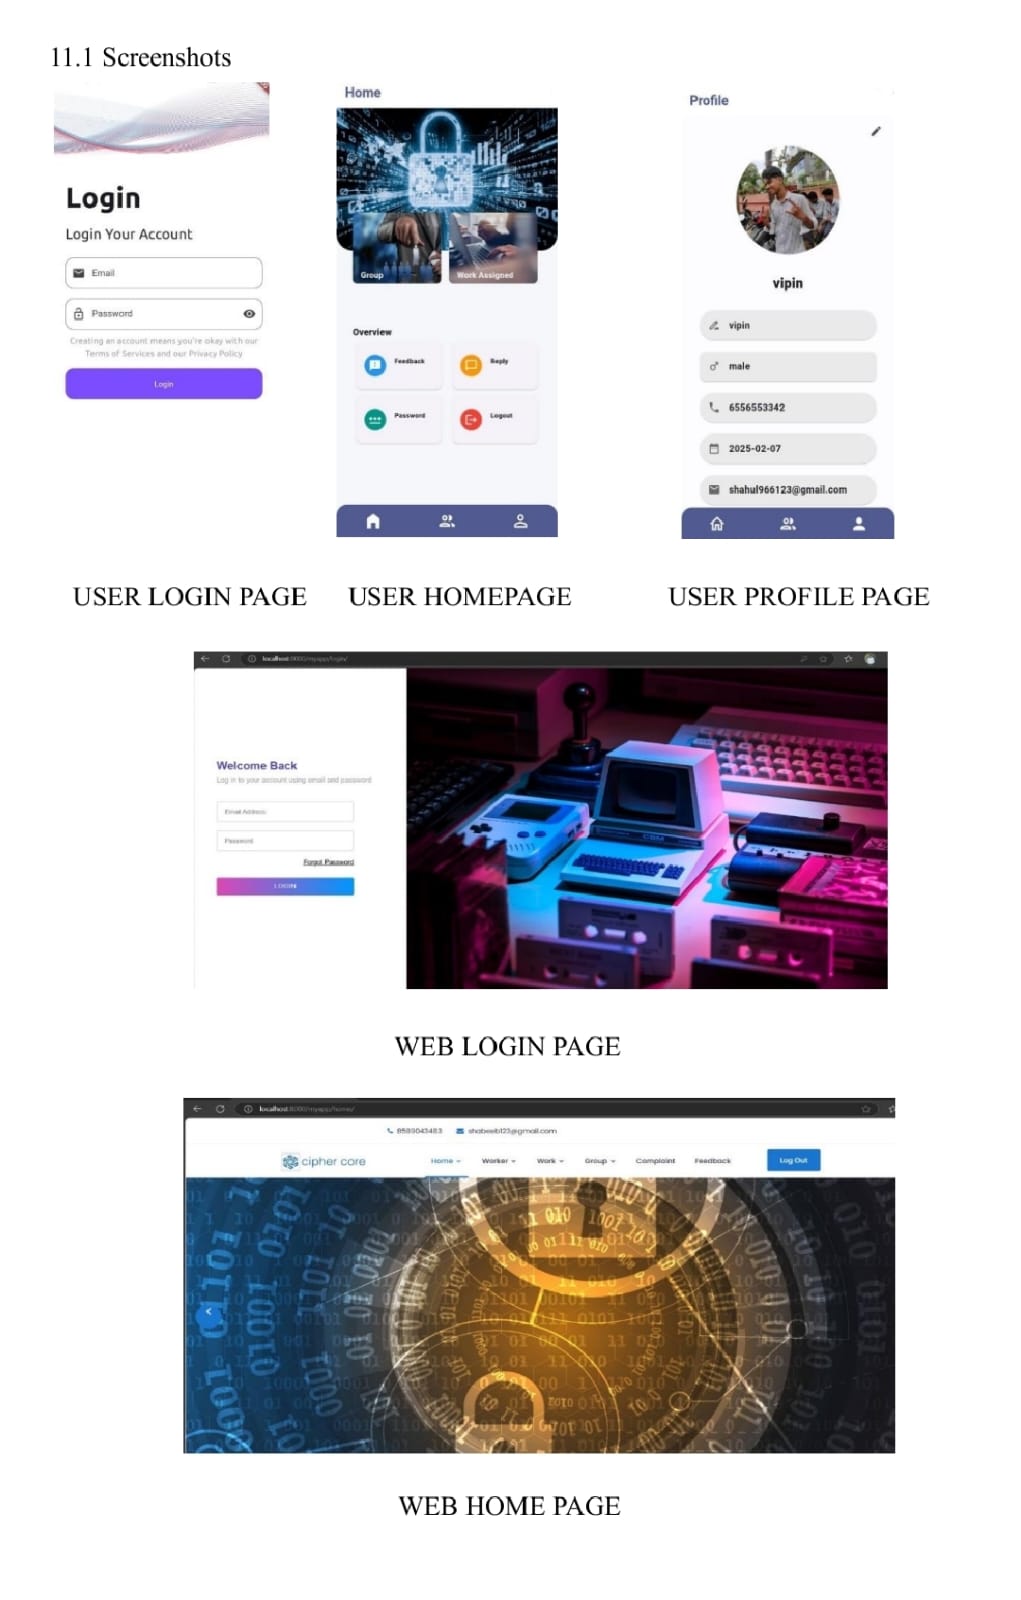 11.1 Screenshots
Login
Login Your Account
Email
Password
Creating an account means you're okay with our
Terms of Services and our Privacy Policy
Login
Home
Group
Work Assigned
Overview
Feedback
Reply
Password
Logout
Profile
vipin
vipin
male
6556553342
2025-02-07
shahul966123@gmail.com
USER LOGIN PAGE
USER HOMEPAGE
USER PROFILE PAGE
localhost:8000/myapp/login/
Welcome Back
Log in to your account using email and password
Email Address
Password
Forgot Password
LOGIN
CBM
WEB LOGIN PAGE
localhost:8000/myapp/home/
8589043483 shabeeib123@gmail.com
cipher core
Home Worker Work Group Complaint Feedback Log Out
WEB HOME PAGE